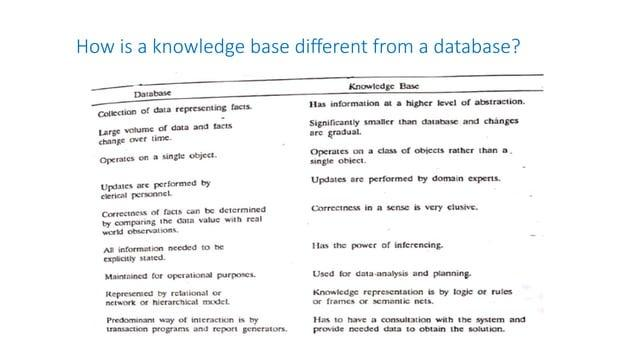 How is a knowledge base different from a database?
Database
Knowledge Base
Collection of data representing facts.
Has information at a higher level of abstraction.
Large volume of data and facts
change over time.
Significantly smaller than database and changes
are gradual.
Operates on a single object.
Operates on a class of objects rather than a
single object.
Updates are performed by
clerical personnel.
Updates are performed by domain experts.
Correctness of facts can be determined
by comparing the data value with real
world observations.
Correctness in a sense is very elusive.
All information needed to be
explicitly stated.
Has the power of inferencing.
Maintained for operational purposes.
Used for data-analysis and planning.
Represented by relational or
network or hierarchical model.
Knowledge representation is by logic or rules
or frames or semantic nets.
Predominant way of interaction is by
transaction programs and report generators.
Has to have a consultation with the system and
provide needed data to obtain the solution.